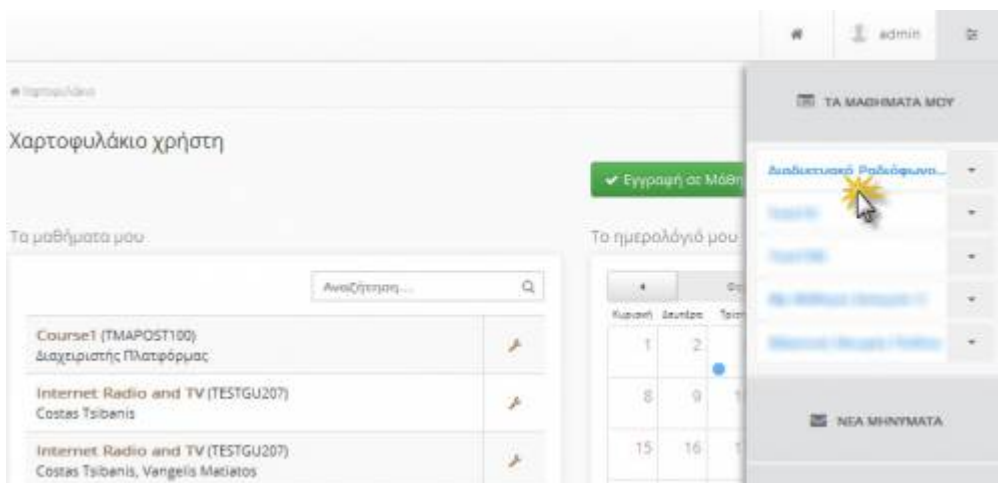 admin
Χαρτοφυλάκιο
ΤΑ ΜΑΘΗΜΑΤΑ ΜΟΥ
Χαρτοφυλάκιο χρήστη
Διαδικτυακό Ραδιόφωνο...
Εγγραφή σε Μάθη
Τα μαθήματα μου
Το ημερολόγιό μου
Αναζήτηση...
Κυριακή Δευτέρα Τρίτη
Course1 (TMAPOST100)
Διαχειριστής Πλατφόρμας
1 2
Internet Radio and TV (TESTGU207)
Costas Tsibanis
8 9
ΝΕΑ ΜΗΝΥΜΑΤΑ
Internet Radio and TV (TESTGU207)
Costas Tsibanis, Vangelis Matiatos
15 16